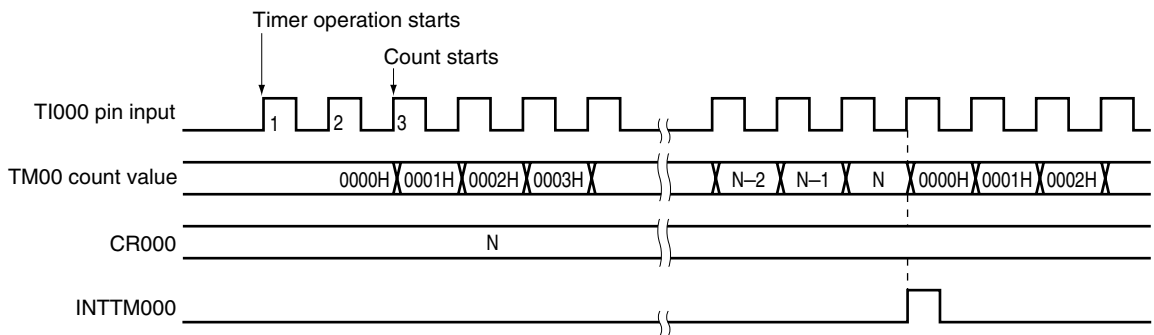 Timer operation starts
Count starts
TI000 pin input
1 2 3
TM00 count value
0000H 0001H 0002H 0003H N–2 N–1 N 0000H 0001H 0002H
CR000
N
INTTM000